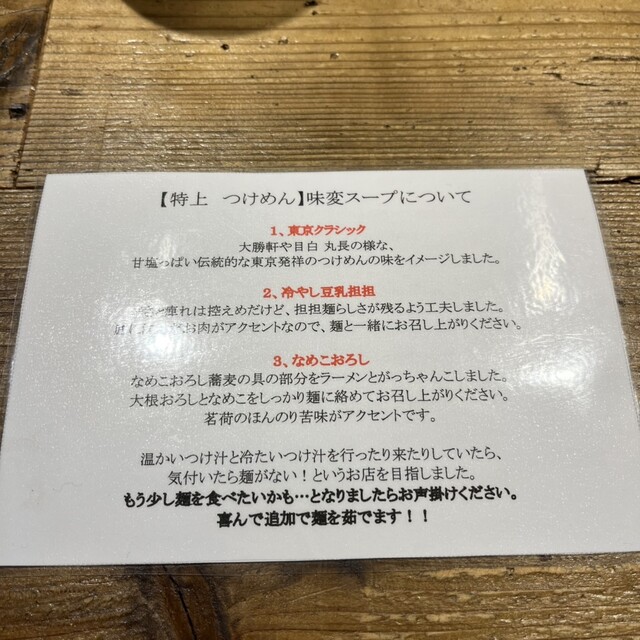 【特上 つけめん】味変スープについて
1、東京クラシック
大勝軒や目白 丸長の様な、
甘塩っぱい伝統的な東京発祥のつけめんの味をイメージしました。
2、冷やし豆乳担担
痺れは控えめだけど、担担麺らしさが残るよう工夫しました。
お肉がアクセントなので、麺と一緒にお召し上がりください。
3、なめこおろし
なめこおろし蕎麦の具の部分をラーメンとがっちゃんこしました。
大根おろしとなめこをしっかり麺に絡めてお召し上がりください。
茗荷のほんのり苦味がアクセントです。
温かいつけ汁と冷たいつけ汁を行ったり来たりしていたら、
気付いたら麺がない！というお店を目指しました。
もう少し麺を食べたいかも…となりましたらお声掛けください。
喜んで追加で麺を茹でます！！